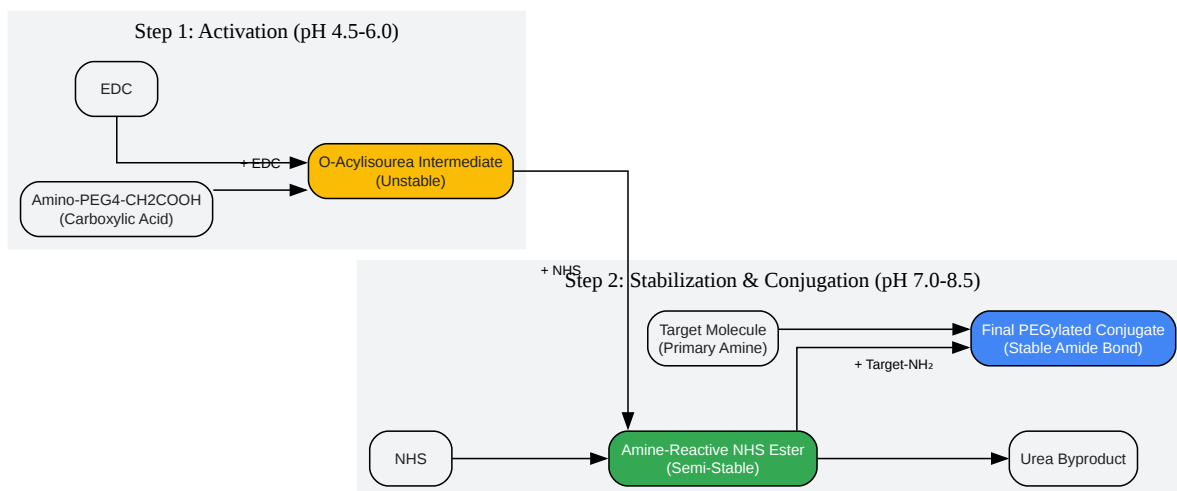 Step 1: Activation (pH 4.5-6.0)
EDC
+ EDC
O-Acylisourea Intermediate
(Unstable)
Amino-PEG4-CH2COOH
(Carboxylic Acid)
+ NHS
Step 2: Stabilization & Conjugation (pH 7.0-8.5)
Target Molecule
(Primary Amine)
Final PEGylated Conjugate
(Stable Amide Bond)
+ Target-NH₂
NHS
Amine-Reactive NHS Ester
(Semi-Stable)
Urea Byproduct